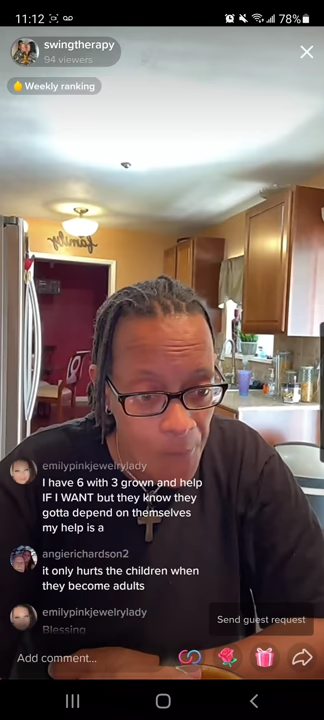 11:12
78%
swingtherapy
94 viewers
Weekly ranking
family
emilypinkjewelrylady
I have 6 with 3 grown and help
IF I WANT but they know they
gotta depend on themselves
my help is a
angierichardson2
it only hurts the children when
they become adults
emilypinkjewelrylady
Blessing
Send guest request
Add comment...